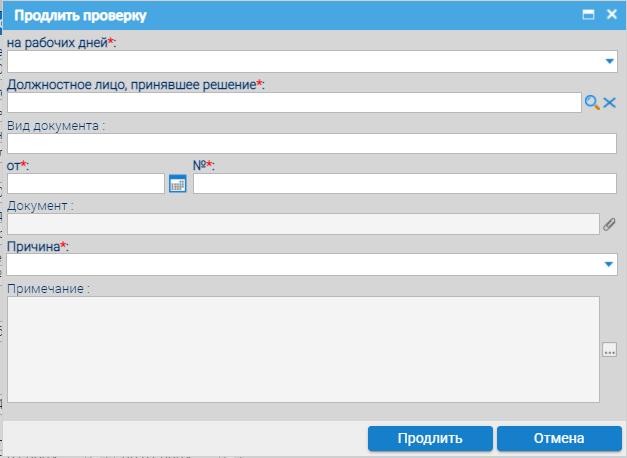 Продлить проверку
на рабочих дней*:
Должностное лицо, принявшее решение*:
Вид документа :
от*: №*:
Документ :
Причина*:
Примечание :
...
Продлить Отмена